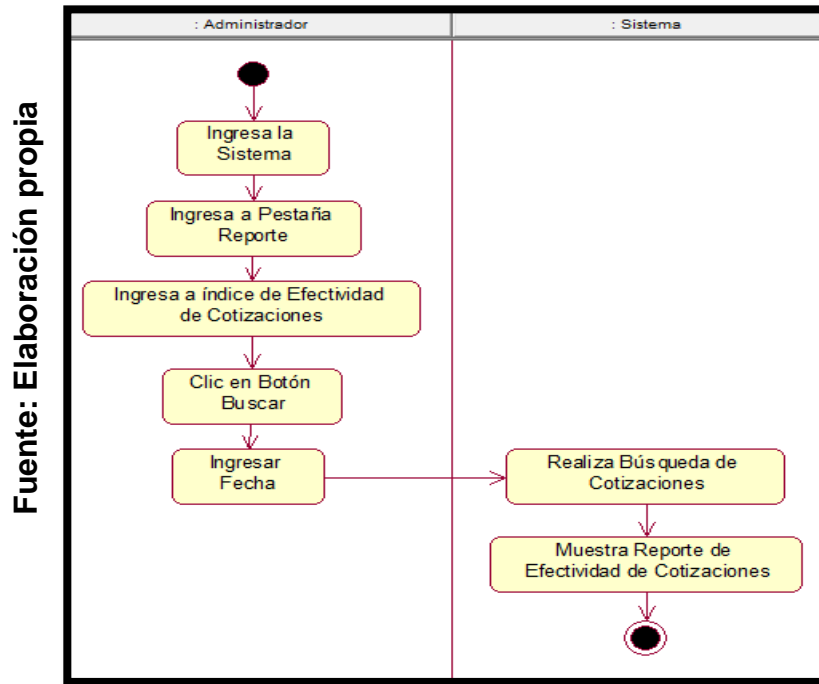 : Administrador
: Sistema
Ingresa la
Sistema
Ingresa a Pestaña
Reporte
Ingresa a índice de Efectividad
de Cotizaciones
Clic en Botón
Buscar
Ingresar
Fecha
Realiza Búsqueda de
Cotizaciones
Muestra Reporte de
Efectividad de Cotizaciones
Fuente: Elaboración propia